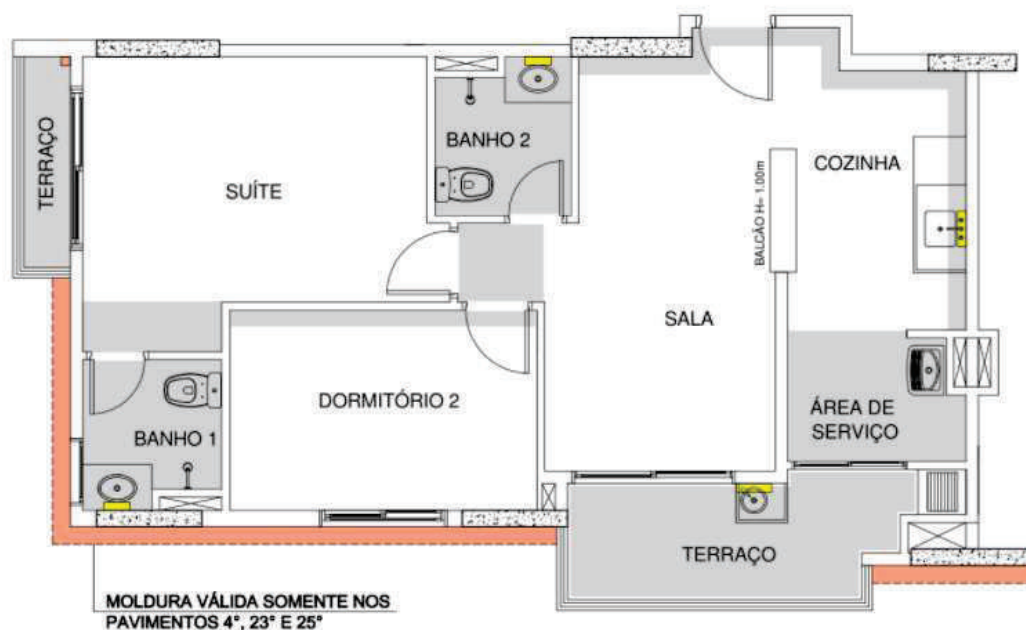 BANHO 2
COZINHA
TERRAÇO
SUÍTE
BALCÃO H= 1.00m
SALA
DORMITÓRIO 2
ÁREA DE
SERVIÇO
BANHO 1
TERRAÇO
MOLDURA VÁLIDA SOMENTE NOS
PAVIMENTOS 4°, 23° E 25°